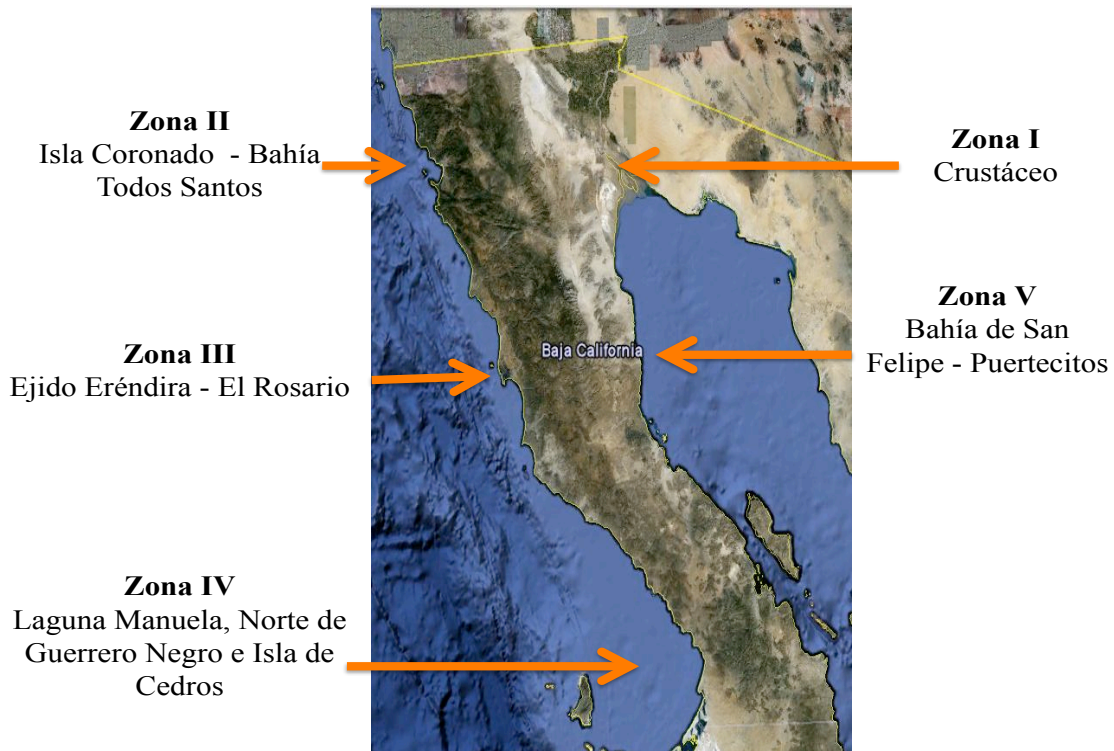 Zona II
Isla Coronado - Bahía
Todos Santos
Zona I
Crustáceo
Zona V
Bahía de San
Felipe - Puertecitos
Zona III
Ejido Eréndira - El Rosario
Baja California
Zona IV
Laguna Manuela, Norte de
Guerrero Negro e Isla de
Cedros